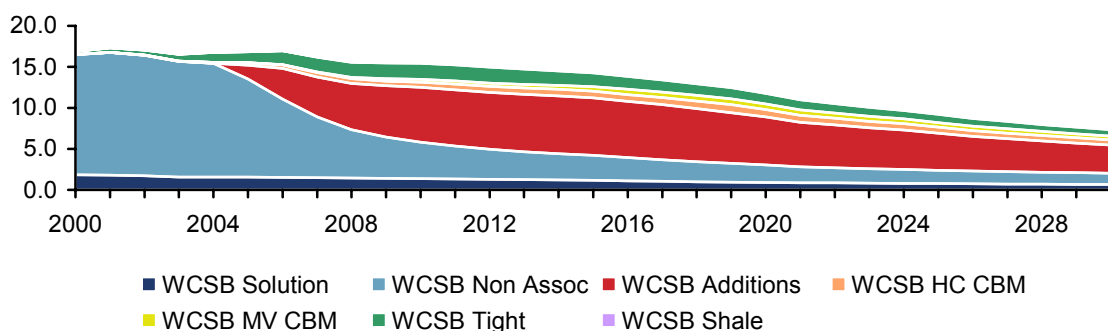 20.0
15.0
10.0
5.0
0.0
2000 2004 2008 2012 2016 2020 2024 2028
WCSB Solution WCSB Non Assoc WCSB Additions WCSB HC CBM
WCSB MV CBM WCSB Tight WCSB Shale